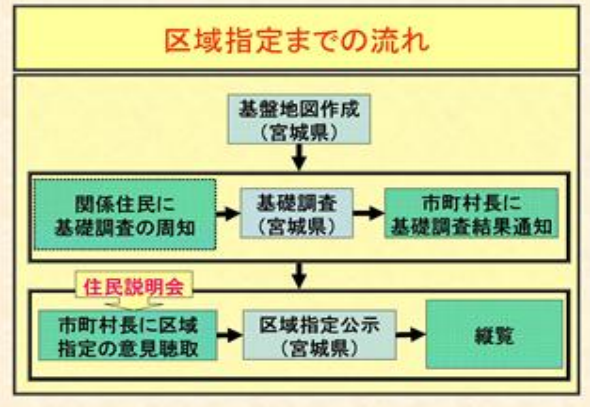 区域指定までの流れ
基盤地図作成
（宮城県）
関係住民に
基礎調査の周知
基礎調査
（宮城県）
市町村長に
基礎調査結果通知
住民説明会
市町村長に区域
指定の意見聴取
区域指定公示
（宮城県）
縦覧